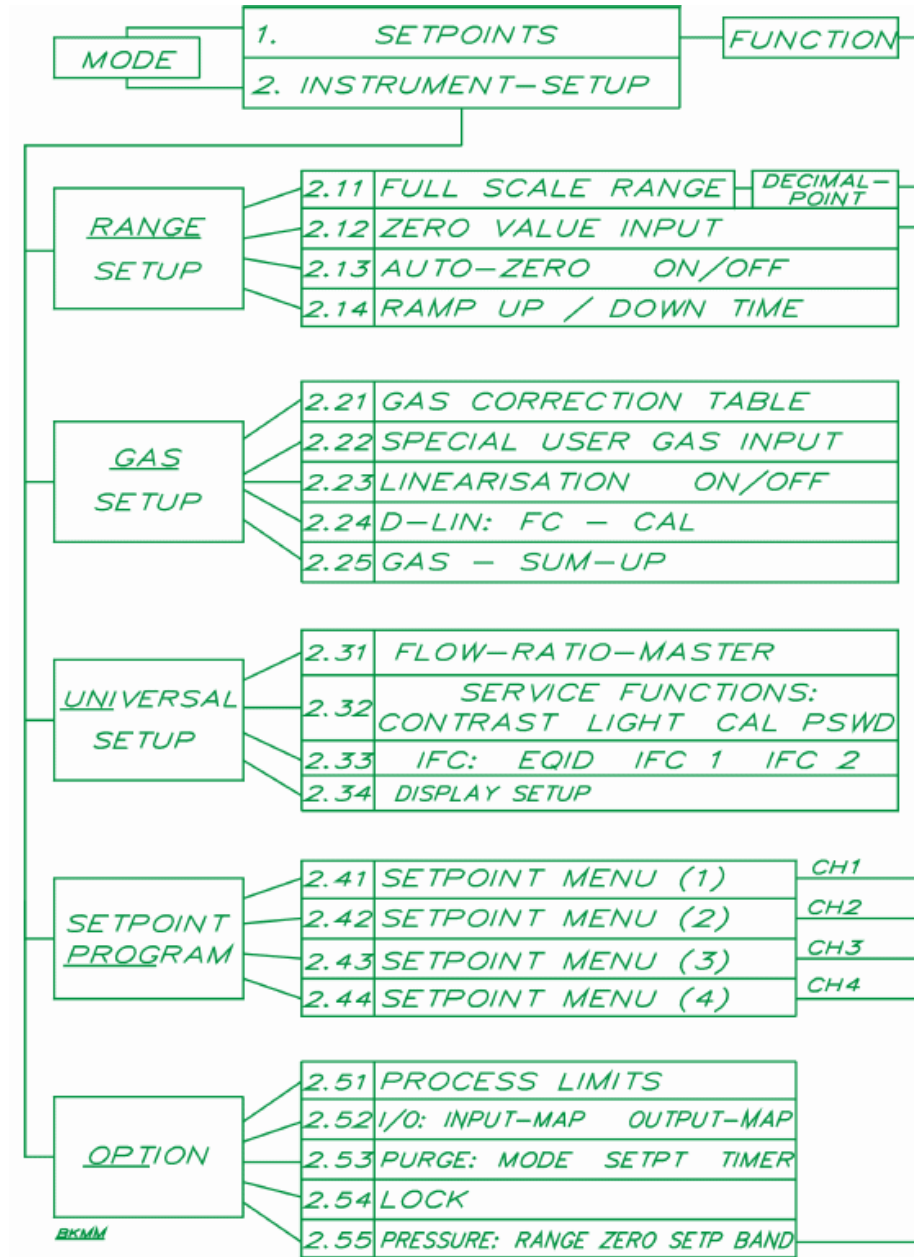 MODE
1. SETPOINTS
FUNCTION
2. INSTRUMENT-SETUP
RANGE
SETUP
2.11 FULL SCALE RANGE
DECIMAL-
POINT
2.12 ZERO VALUE INPUT
2.13 AUTO-ZERO ON/OFF
2.14 RAMP UP / DOWN TIME
GAS
SETUP
2.21 GAS CORRECTION TABLE
2.22 SPECIAL USER GAS INPUT
2.23 LINEARISATION ON/OFF
2.24 D-LIN: FC - CAL
2.25 GAS - SUM-UP
UNIVERSAL
SETUP
2.31 FLOW-RATIO-MASTER
2.32 SERVICE FUNCTIONS:
CONTRAST LIGHT CAL PSWD
2.33 IFC: EQID IFC 1 IFC 2
2.34 DISPLAY SETUP
SETPOINT
PROGRAM
2.41 SETPOINT MENU (1) CH1
2.42 SETPOINT MENU (2) CH2
2.43 SETPOINT MENU (3) CH3
2.44 SETPOINT MENU (4) CH4
OPTION
2.51 PROCESS LIMITS
2.52 I/O: INPUT-MAP OUTPUT-MAP
2.53 PURGE: MODE SETPT TIMER
2.54 LOCK
2.55 PRESSURE: RANGE ZERO SETP BAND
BKMM